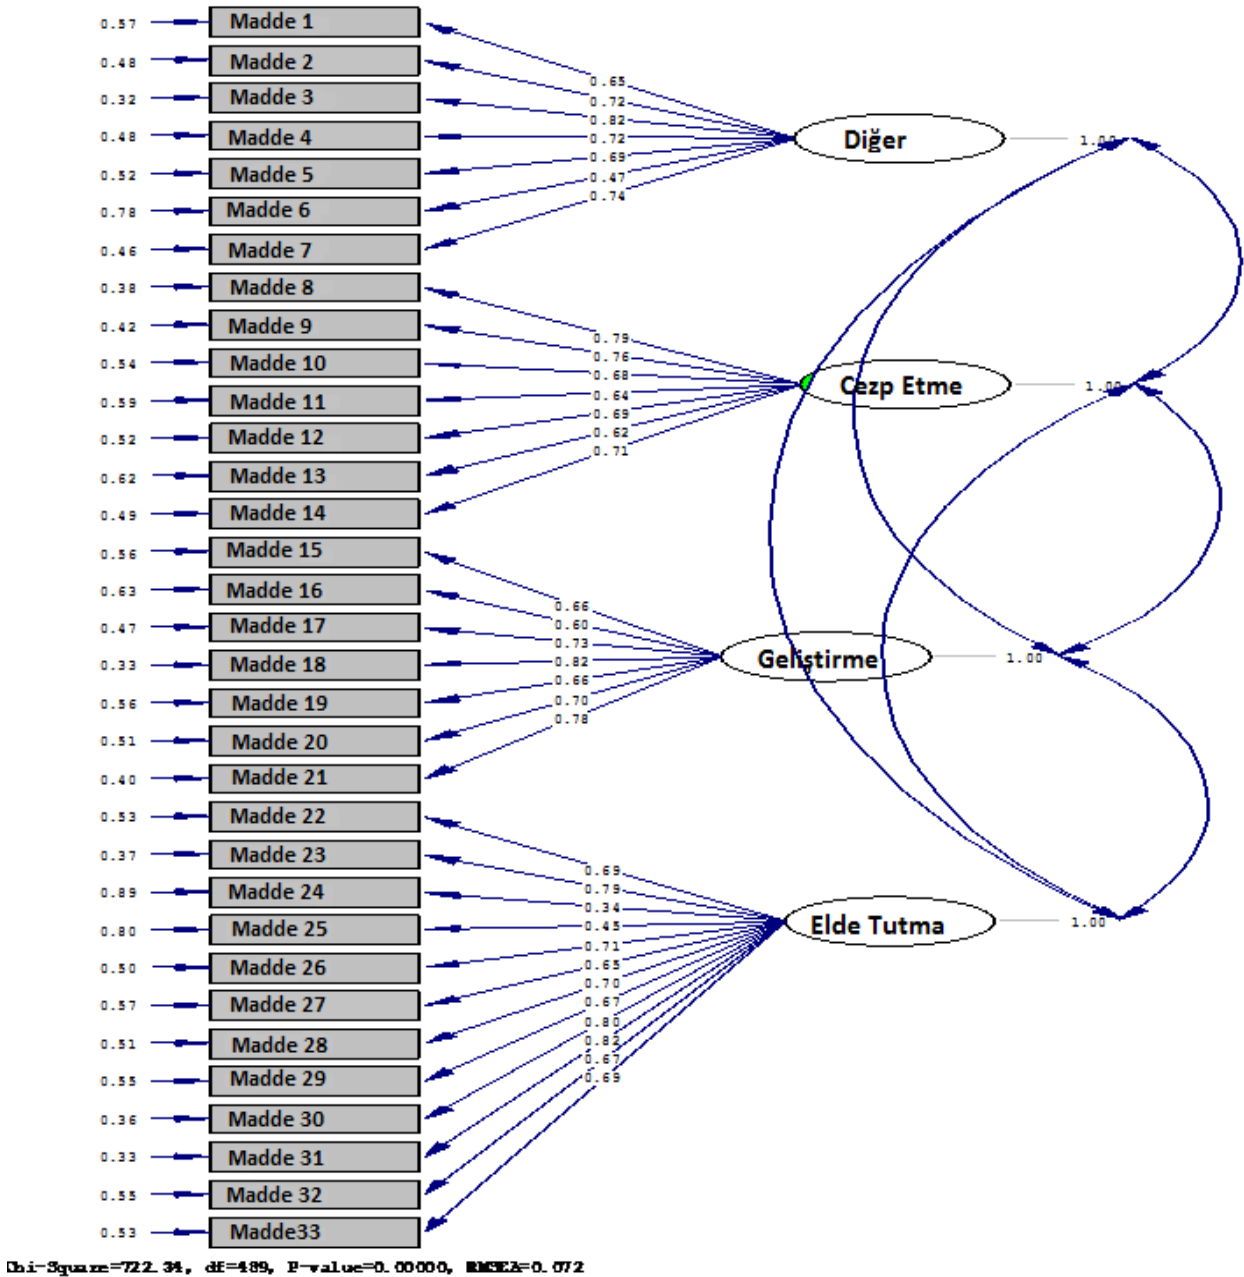 0.57 Madde 1
0.48 Madde 2
0.32 Madde 3
0.48 Madde 4
0.52 Madde 5
0.78 Madde 6
0.46 Madde 7
0.65
0.72
0.82
0.72
0.69
0.47
0.74
Diğer 1.00
0.38 Madde 8
0.42 Madde 9
0.54 Madde 10
0.59 Madde 11
0.52 Madde 12
0.62 Madde 13
0.49 Madde 14
0.79
0.76
0.68
0.64
0.69
0.62
0.71
Cezp Etme 1.00
0.56 Madde 15
0.63 Madde 16
0.47 Madde 17
0.33 Madde 18
0.56 Madde 19
0.51 Madde 20
0.40 Madde 21
0.66
0.60
0.73
0.82
0.66
0.70
0.78
Geliştirme 1.00
0.53 Madde 22
0.37 Madde 23
0.89 Madde 24
0.80 Madde 25
0.50 Madde 26
0.57 Madde 27
0.51 Madde 28
0.55 Madde 29
0.36 Madde 30
0.33 Madde 31
0.55 Madde 32
0.53 Madde33
0.69
0.79
0.34
0.45
0.71
0.65
0.70
0.67
0.80
0.82
0.67
0.69
Elde Tutma 1.00
Chi-Square=722.34, df=489, P-value=0.00000, RMSEA=0.072